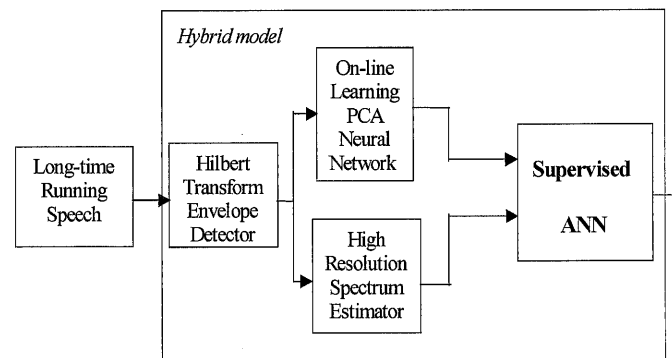 Hybrid model
On-line
Learning
PCA
Neural
Network
Long-time
Running
Speech
Hilbert
Transform
Envelope
Detector
High
Resolution
Spectrum
Estimator
Supervised
ANN